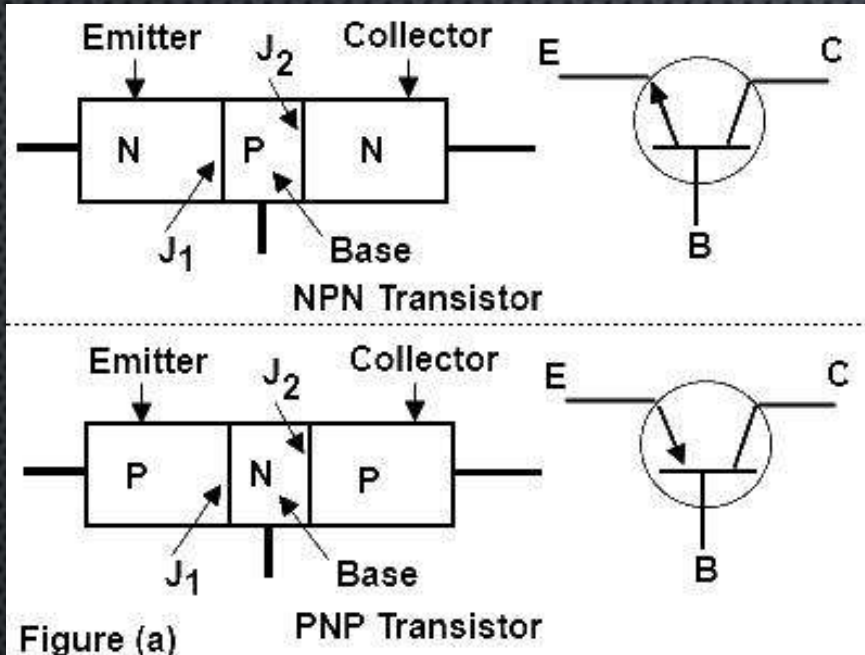 Emitter J2 Collector
N P N
J1 Base
E C
B
NPN Transistor
Emitter J2 Collector
P N P
J1 Base
E C
B
Figure (a) PNP Transistor